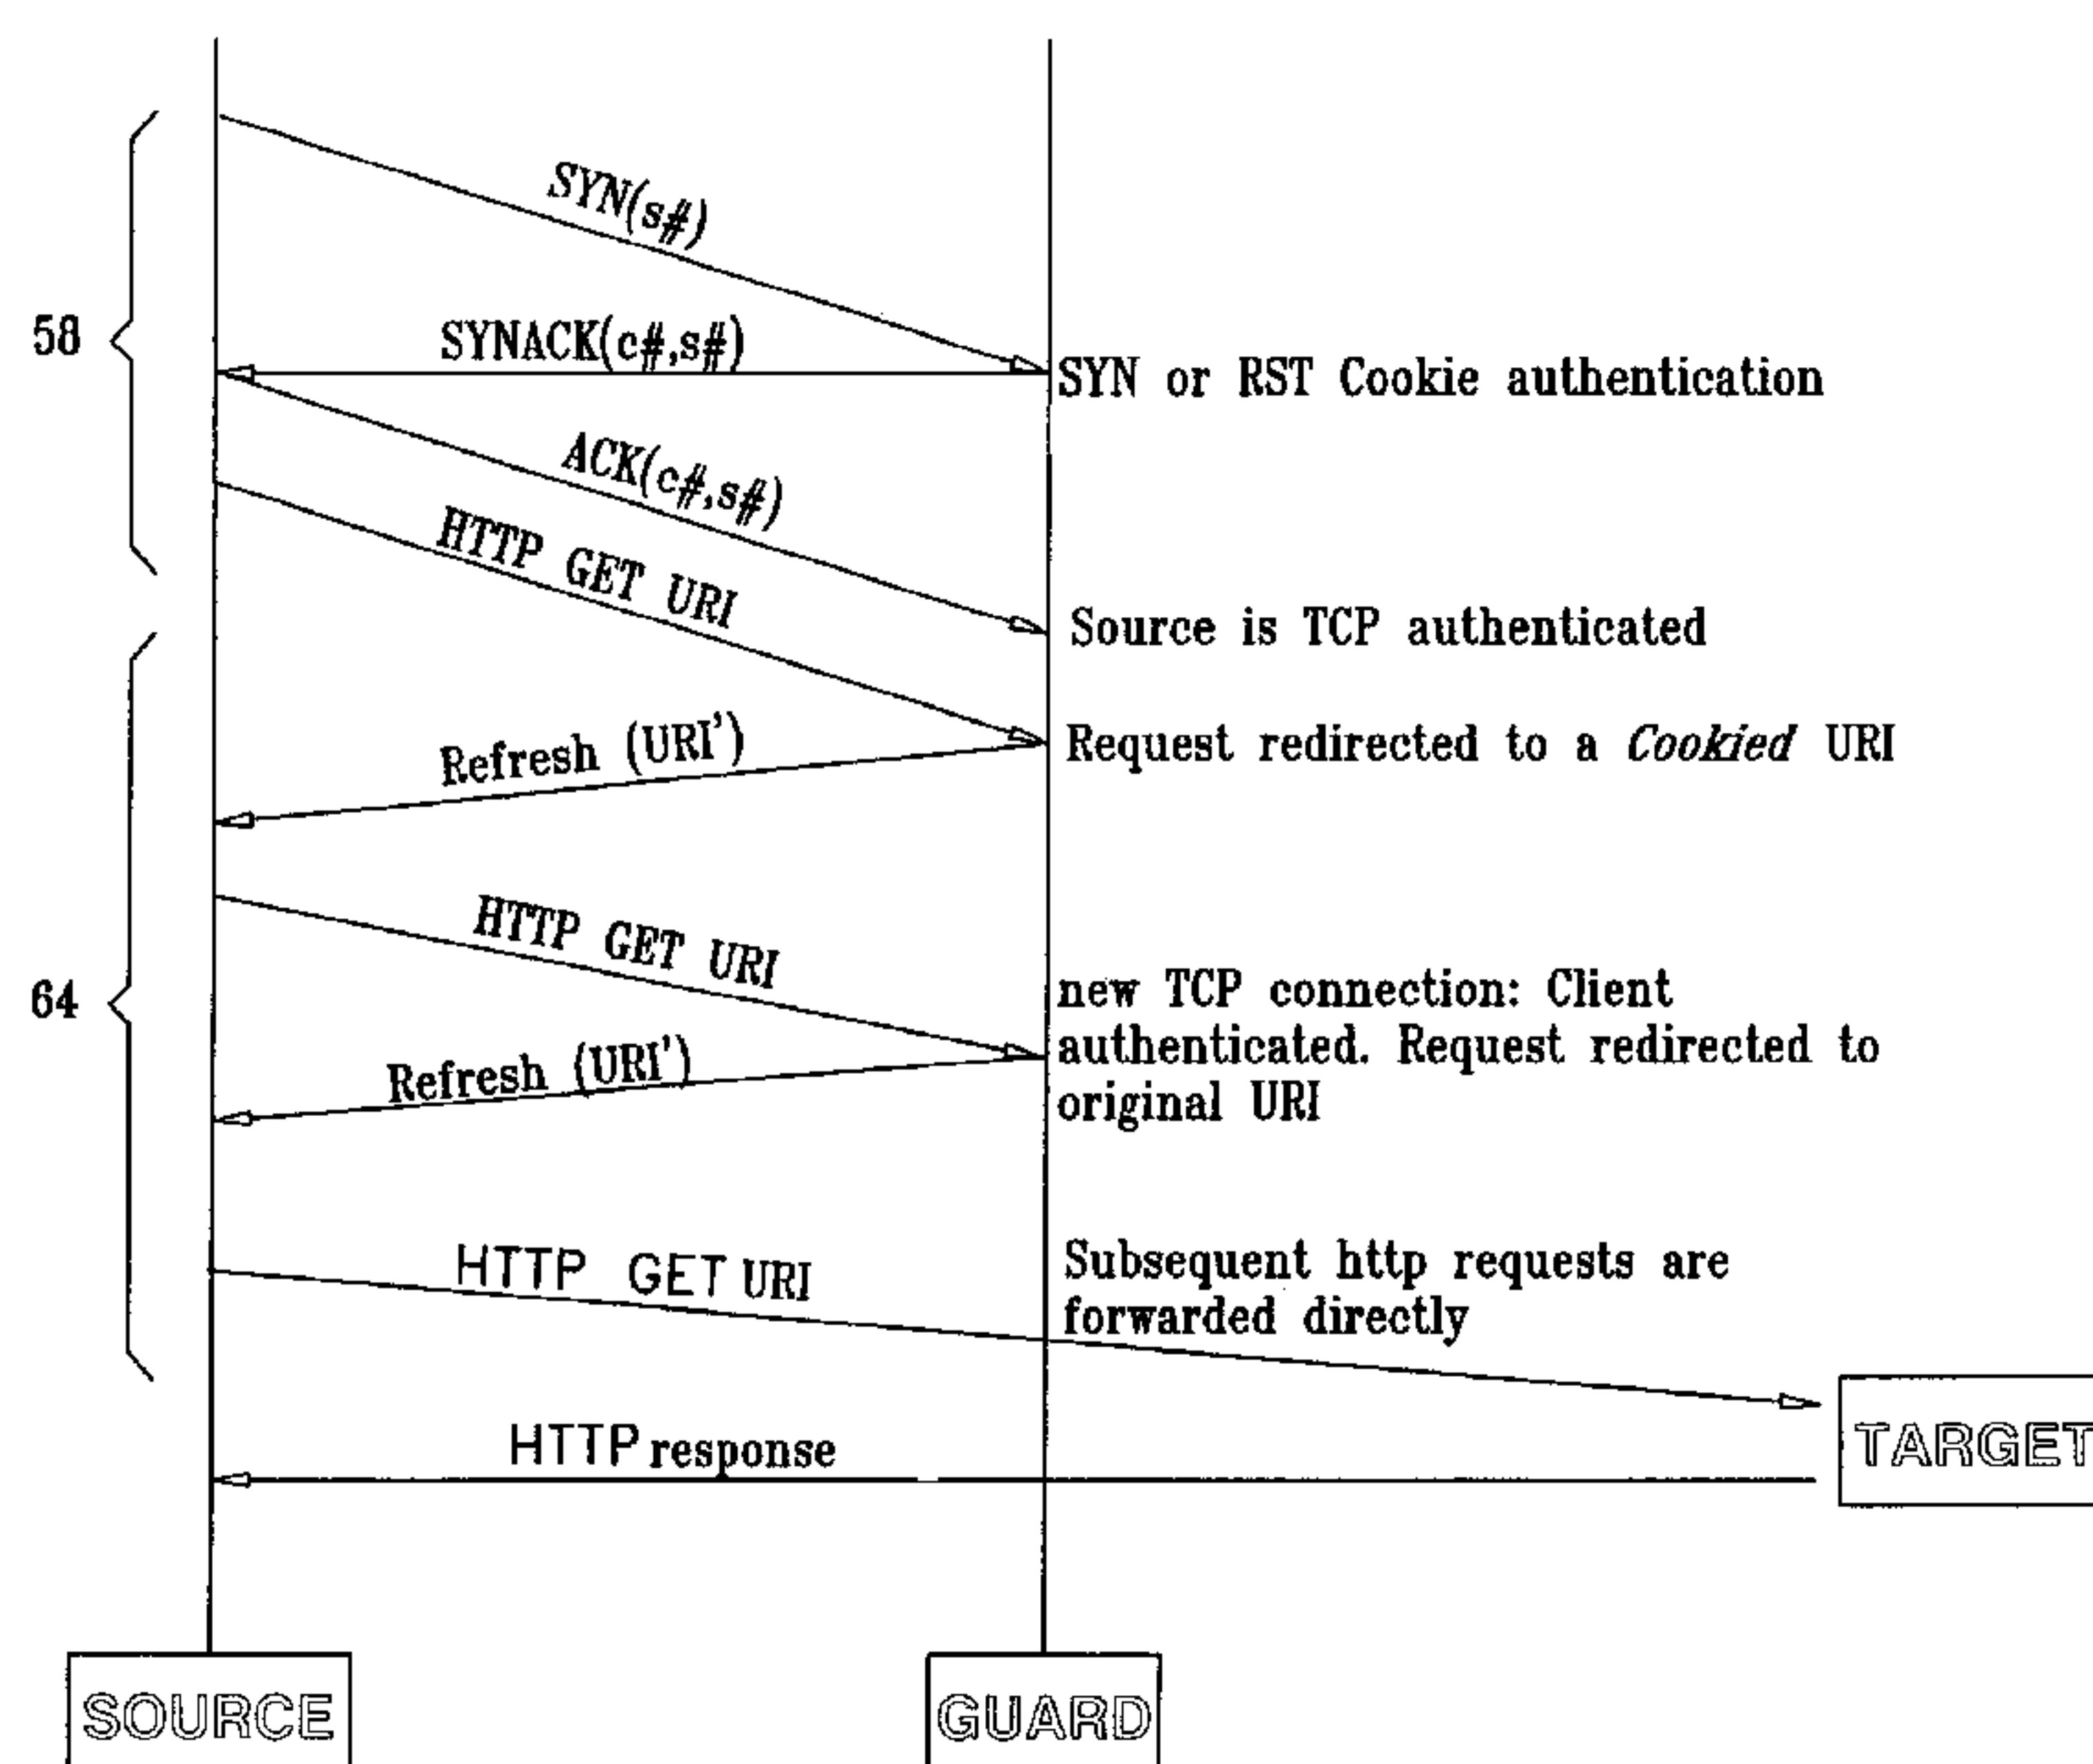 SYN(s#)
58
SYNACK(c#,s#)
SYN or RST Cookie authentication
ACK(c#,s#)
HTTP GET URI
Source is TCP authenticated
Refresh (URI')
Request redirected to a Cookied URI
HTTP GET URI
64
new TCP connection: Client
authenticated. Request redirected to
original URI
Refresh (URI')
HTTP GET URI
Subsequent http requests are
forwarded directly
TARGET
HTTP response
SOURCE
GUARD